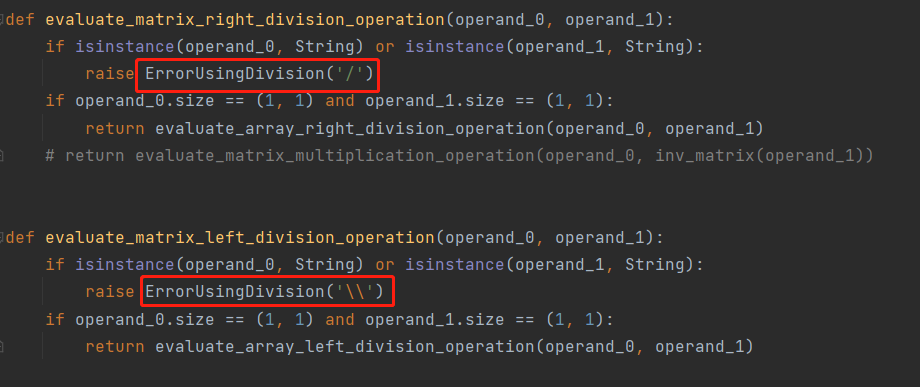 def evaluate_matrix_right_division_operation(operand_0, operand_1):
if isinstance(operand_0, String) or isinstance(operand_1, String):
raise ErrorUsingDivision('/')
if operand_0.size == (1, 1) and operand_1.size == (1, 1):
return evaluate_array_right_division_operation(operand_0, operand_1)
# return evaluate_matrix_multiplication_operation(operand_0, inv_matrix(operand_1))
def evaluate_matrix_left_division_operation(operand_0, operand_1):
if isinstance(operand_0, String) or isinstance(operand_1, String):
raise ErrorUsingDivision('\\')
if operand_0.size == (1, 1) and operand_1.size == (1, 1):
return evaluate_array_left_division_operation(operand_0, operand_1)